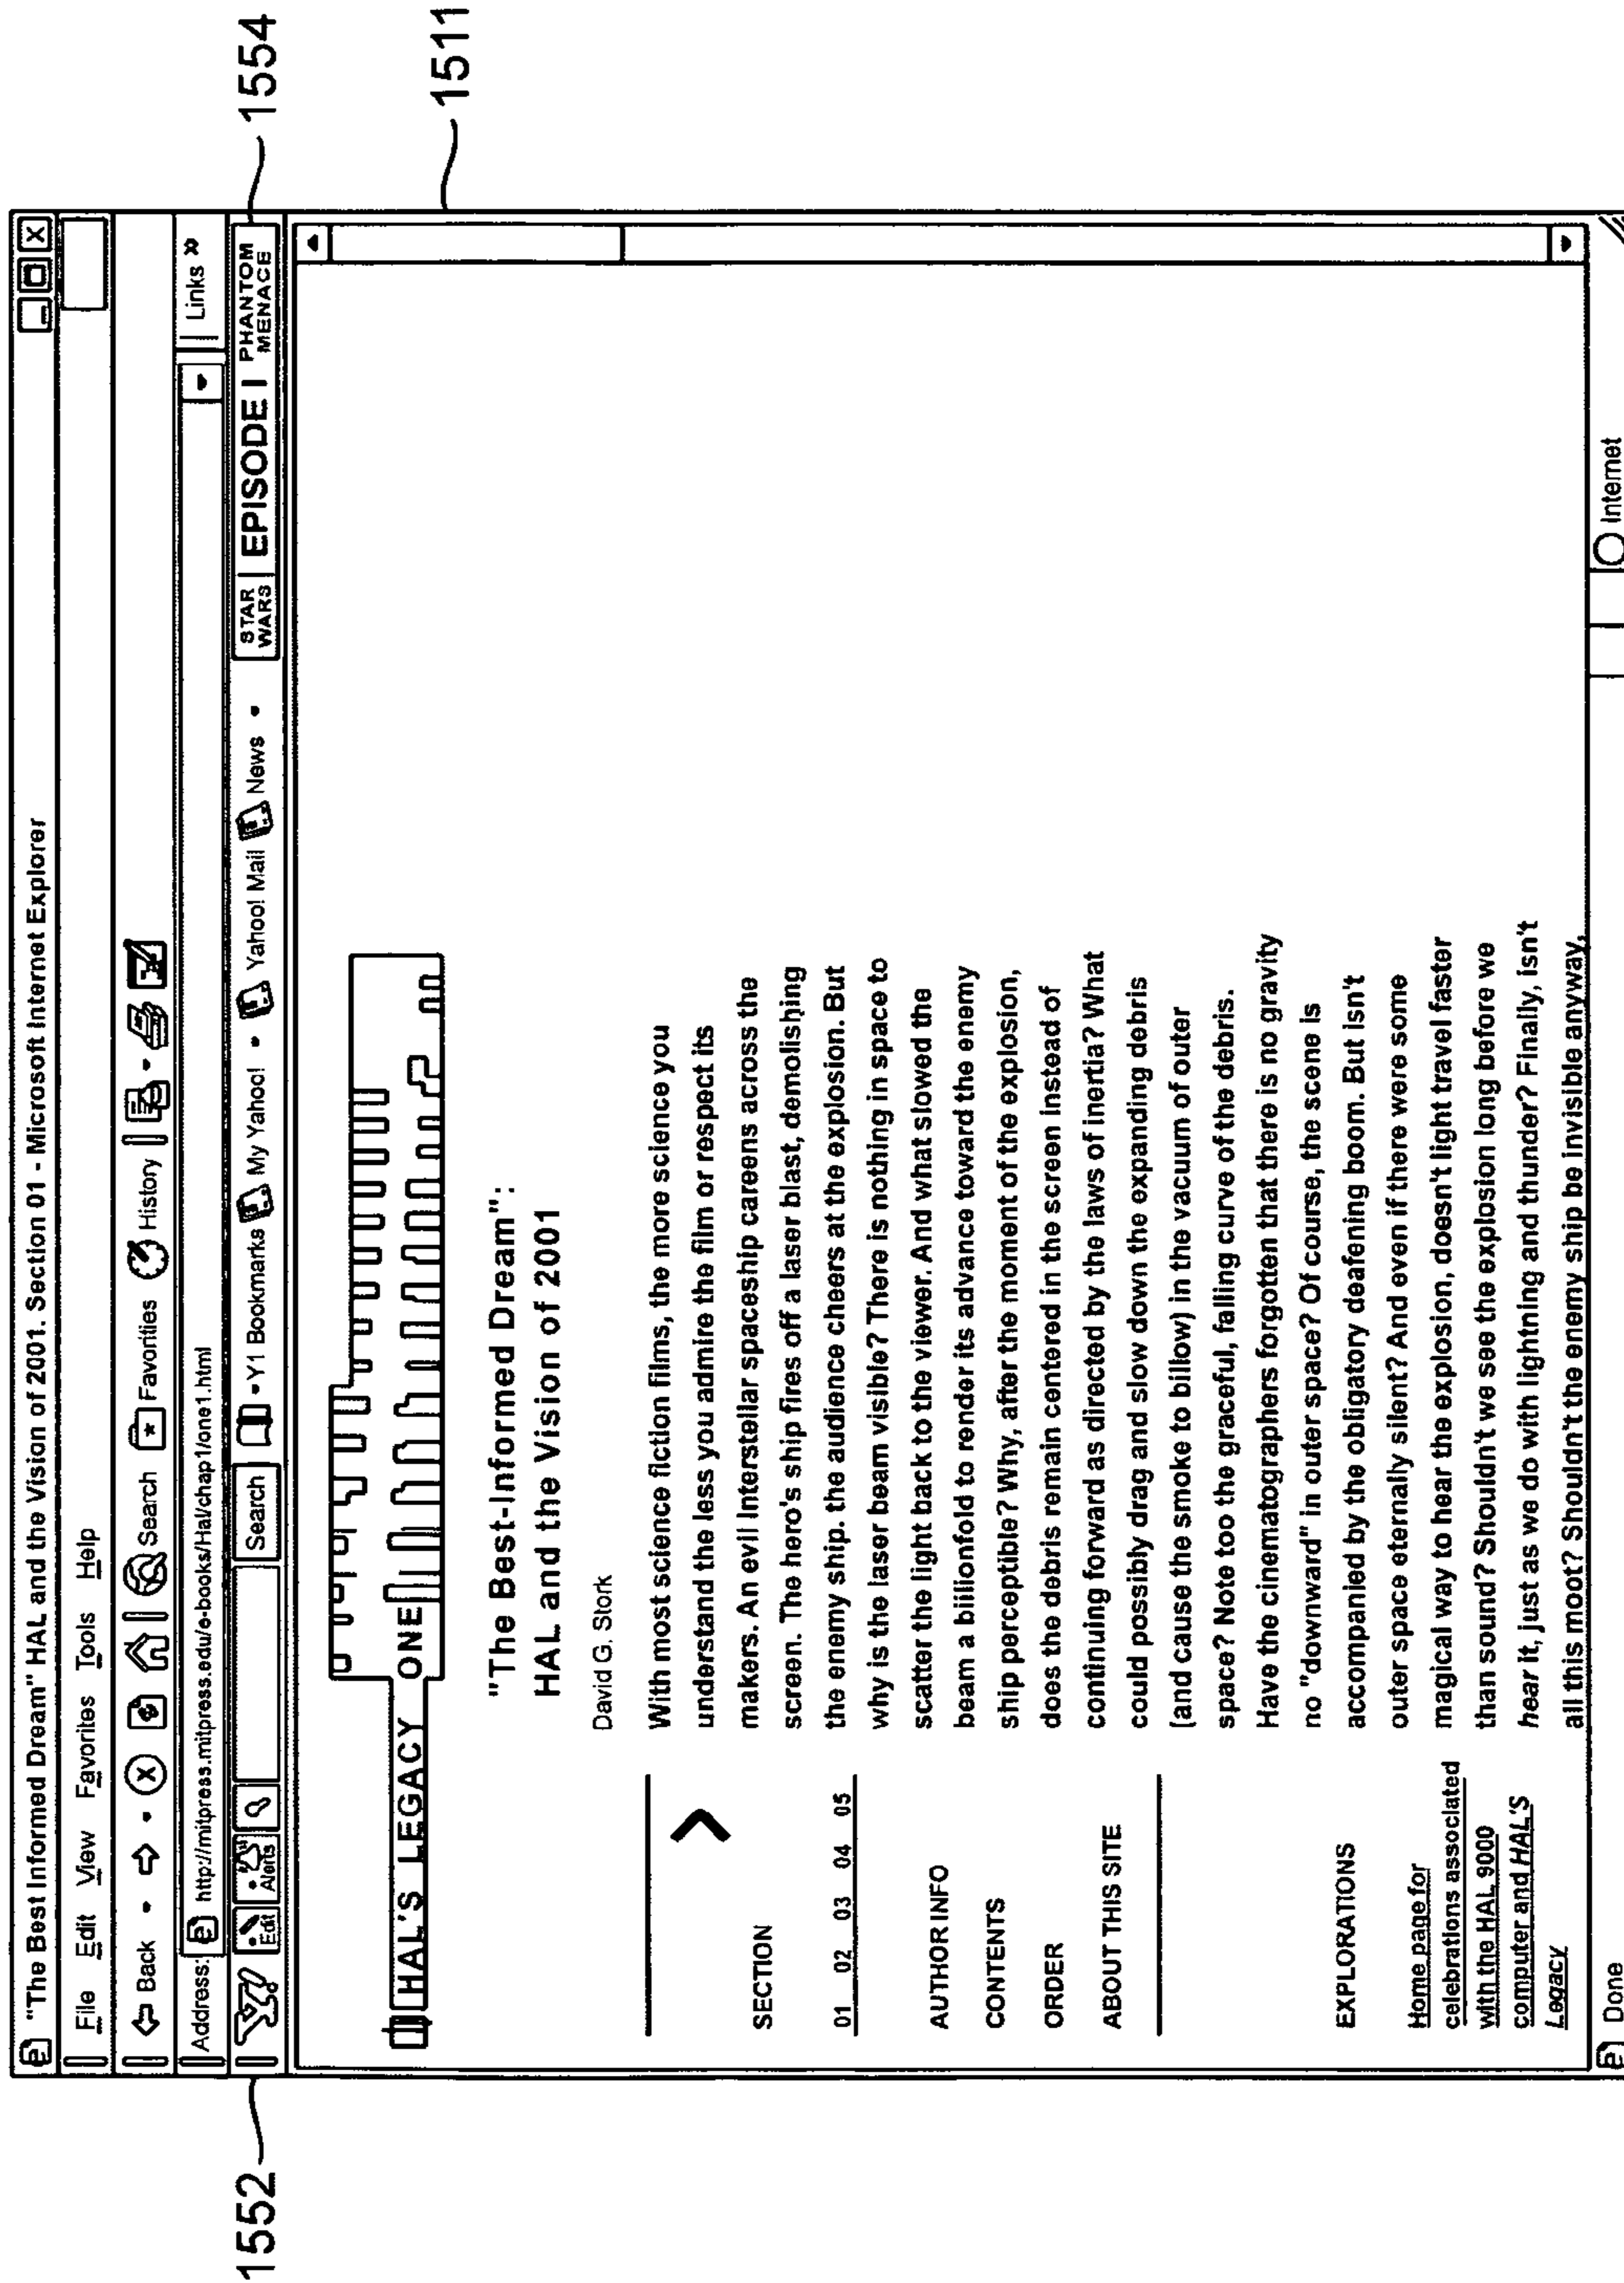 "The Best Informed Dream" HAL and the Vision of 2001. Section 01 - Microsoft Internet Explorer
File Edit View Favorites Tools Help
Back Search Favorites History
Address: http://mitpress.mitpress.edu/e-books/Hal/chap1/one1.html Links »
Y! Edit Alerts Search Y1 Bookmarks My Yahoo! Yahoo! Mail News STAR WARS EPISODE I PHANTOM MENACE
1552
1554
1511
HAL'S LEGACY ONE
"The Best-Informed Dream":
HAL and the Vision of 2001
David G. Stork
SECTION
01 02 03 04 05
AUTHOR INFO
CONTENTS
ORDER
ABOUT THIS SITE
EXPLORATIONS
Home page for
celebrations associated
with the HAL 9000
computer and HAL'S
Legacy
With most science fiction films, the more science you
understand the less you admire the film or respect its
makers. An evil interstellar spaceship careens across the
screen. The hero's ship fires off a laser blast, demolishing
the enemy ship. the audience cheers at the explosion. But
why is the laser beam visible? There is nothing in space to
scatter the light back to the viewer. And what slowed the
beam a billionfold to render its advance toward the enemy
ship perceptible? Why, after the moment of the explosion,
does the debris remain centered in the screen instead of
continuing forward as directed by the laws of inertia? What
could possibly drag and slow down the expanding debris
(and cause the smoke to billow) in the vacuum of outer
space? Note too the graceful, falling curve of the debris.
Have the cinematographers forgotten that there is no gravity
no "downward" in outer space? Of course, the scene is
accompanied by the obligatory deafening boom. But isn't
outer space eternally silent? And even if there were some
magical way to hear the explosion, doesn't light travel faster
than sound? Shouldn't we see the explosion long before we
hear it, just as we do with lightning and thunder? Finally, isn't
all this moot? Shouldn't the enemy ship be invisible anyway,
Done Internet